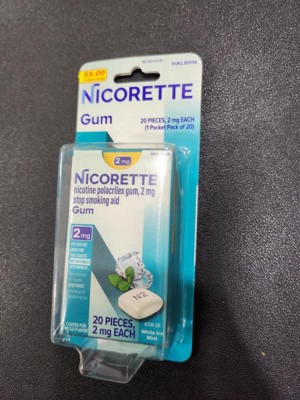 HALEON
$5.00
NICORETTE
Gum
20 PIECES, 2 mg EACH
(1 Pocket Pack of 20)
2 mg
NICORETTE
nicotine polacrilex gum, 2 mg
stop smoking aid
Gum
2 mg
N2
20 PIECES,
2 mg EACH
White Ice
Mint